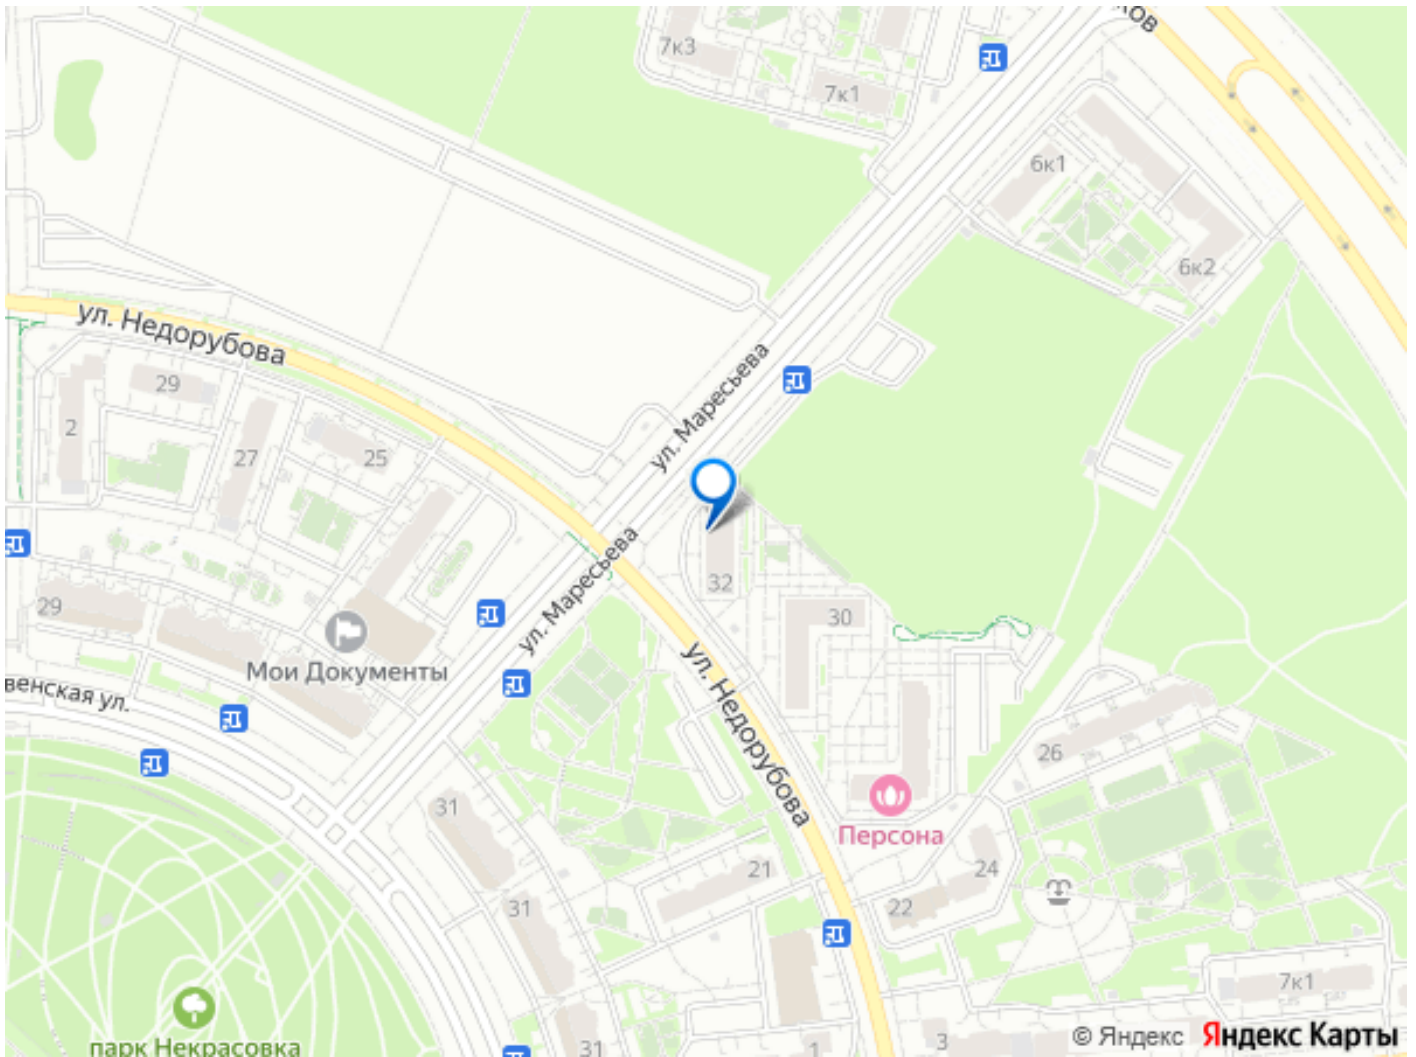 ков
7к3
7к1
6к1
6к2
ул. Недорубова
29
2
27
25
ул. Маресьева
32
30
ул. Маресьева
29
Мои Документы
ул. Недорубова
венская ул.
26
31
Персона
21
24
31
22
7к1
парк Некрасовка
31
1
3
© Яндекс Яндекс Карты